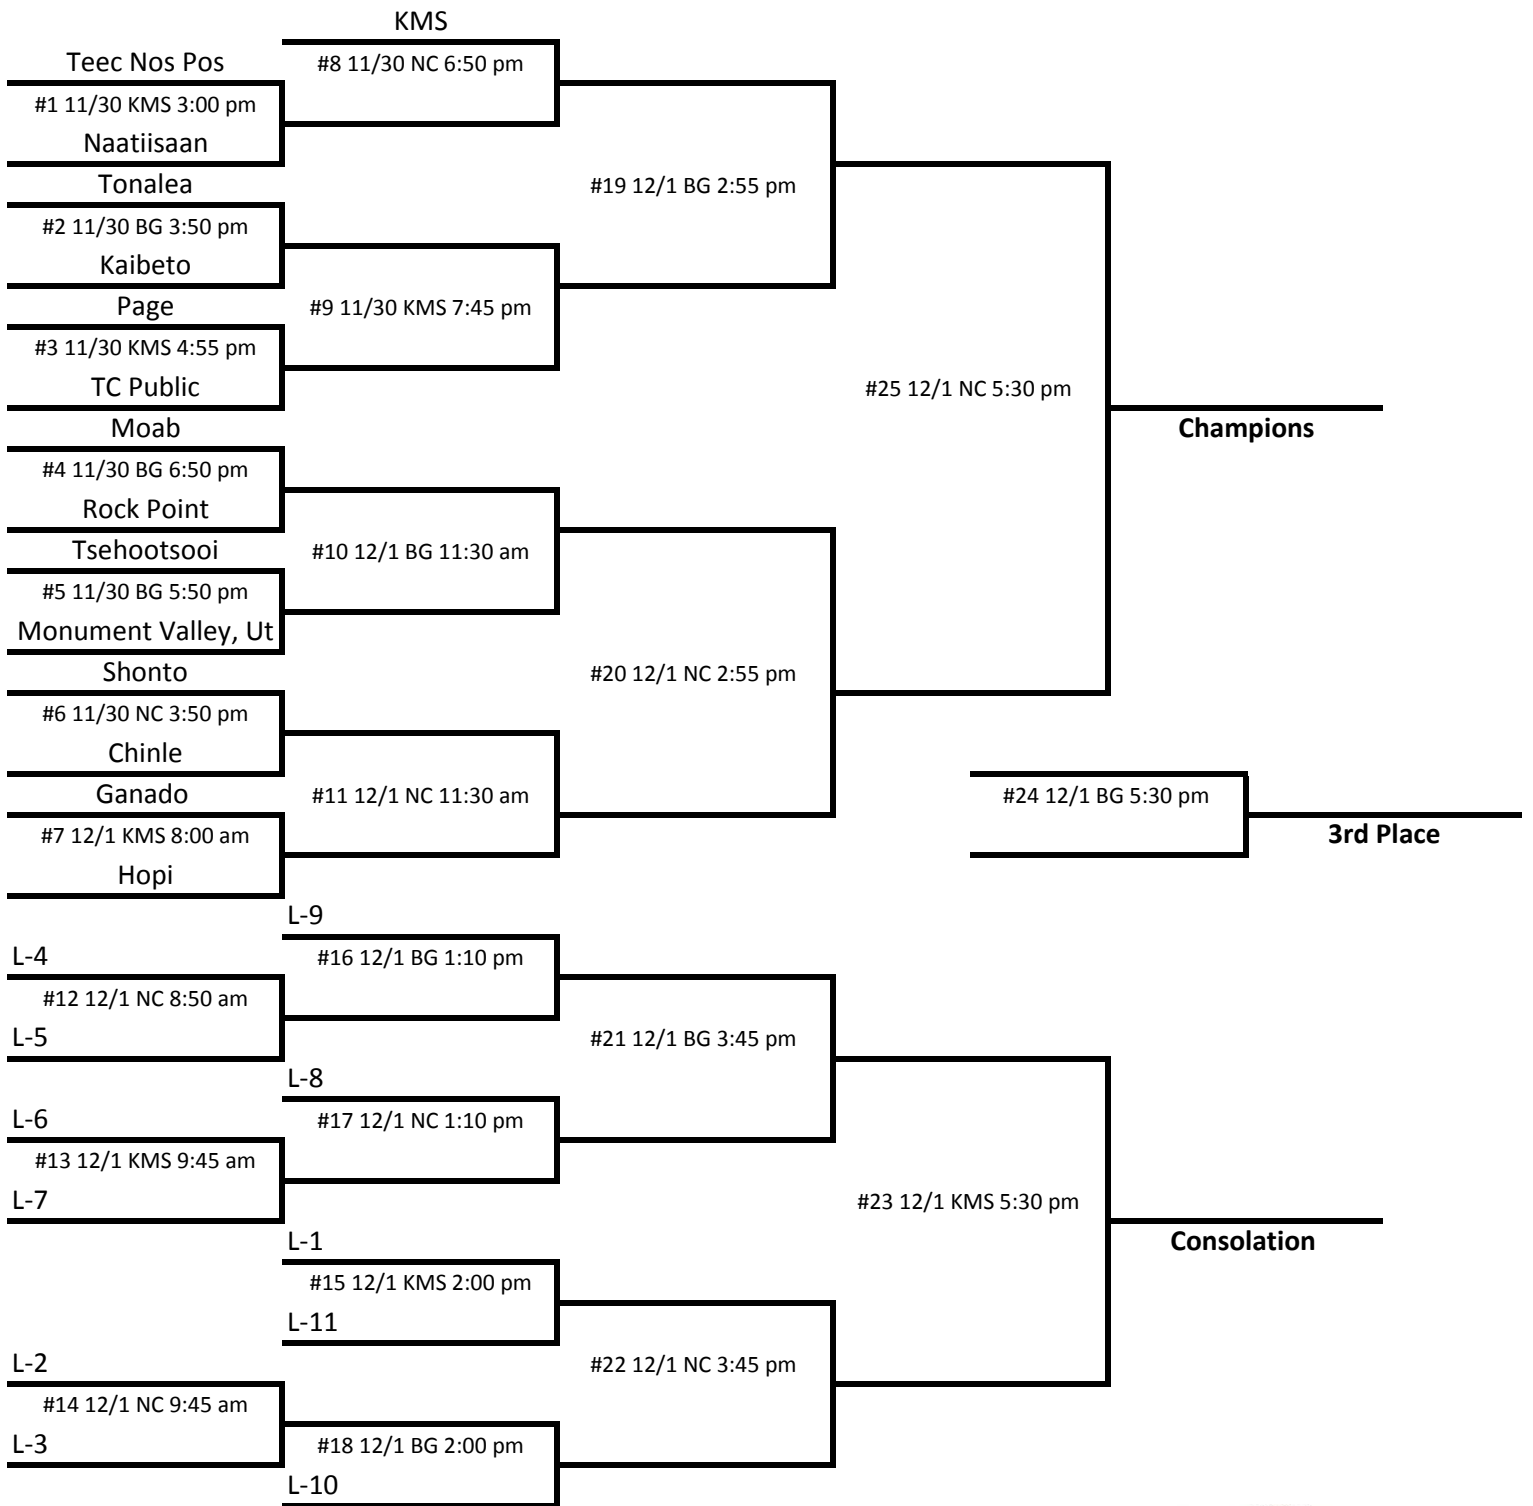 KMS
Teec Nos Pos
#8 11/30 NC 6:50 pm
#1 11/30 KMS 3:00 pm
Naatiisaan
Tonalea
#19 12/1 BG 2:55 pm
#2 11/30 BG 3:50 pm
Kaibeto
Page
#9 11/30 KMS 7:45 pm
#3 11/30 KMS 4:55 pm
TC Public
#25 12/1 NC 5:30 pm
Moab
Champions
#4 11/30 BG 6:50 pm
Rock Point
Tsehootsooi
#10 12/1 BG 11:30 am
#5 11/30 BG 5:50 pm
Monument Valley, Ut
Shonto
#20 12/1 NC 2:55 pm
#6 11/30 NC 3:50 pm
Chinle
Ganado
#11 12/1 NC 11:30 am
#24 12/1 BG 5:30 pm
#7 12/1 KMS 8:00 am
3rd Place
Hopi
L-9
L-4
#16 12/1 BG 1:10 pm
#12 12/1 NC 8:50 am
L-5
#21 12/1 BG 3:45 pm
L-8
L-6
#17 12/1 NC 1:10 pm
#13 12/1 KMS 9:45 am
L-7
#23 12/1 KMS 5:30 pm
L-1
Consolation
#15 12/1 KMS 2:00 pm
L-11
L-2
#22 12/1 NC 3:45 pm
#14 12/1 NC 9:45 am
L-3
#18 12/1 BG 2:00 pm
L-10